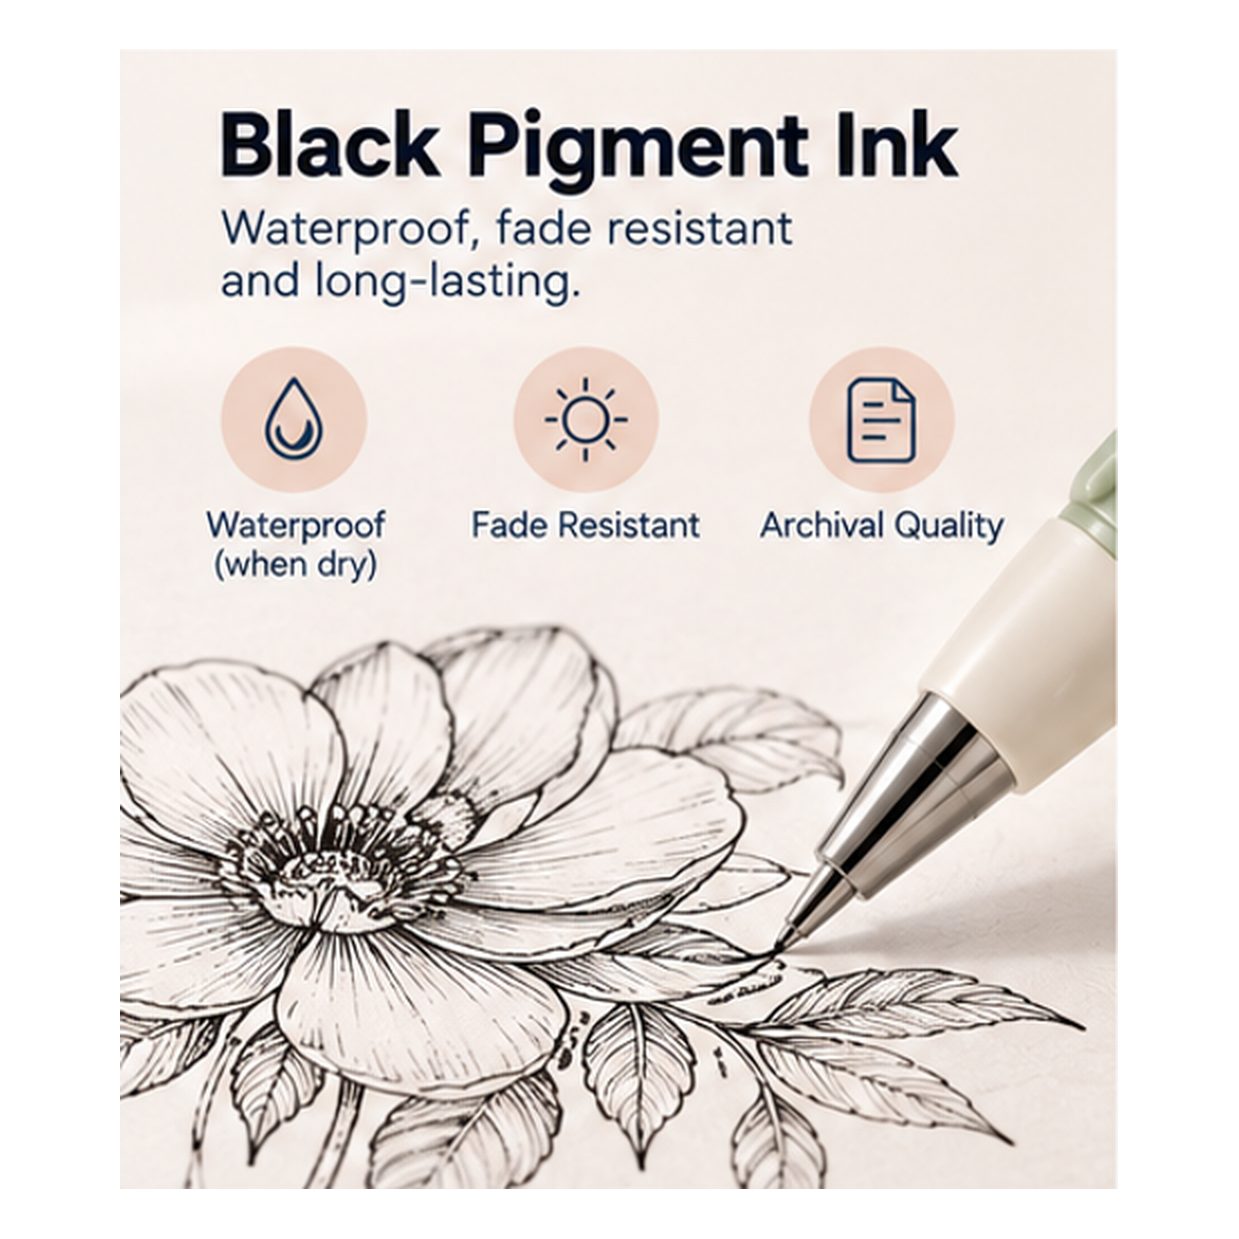 Black Pigment Ink
Waterproof, fade resistant
and long-lasting.
Waterproof
(when dry)
Fade Resistant
Archival Quality